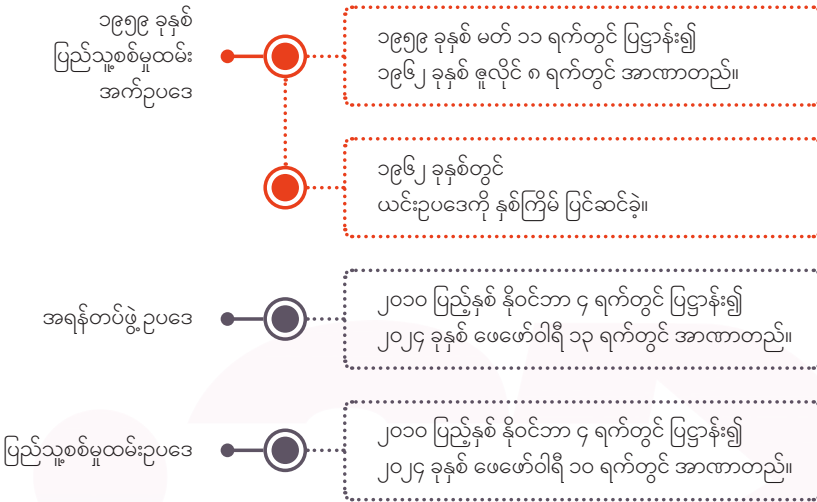 ၁၉၅၉ ခုနှစ်
ပြည်သူ့စစ်မှုထမ်း
အက်ဥပဒေ
၁၉၅၉ ခုနှစ် မတ် ၁၁ ရက်တွင် ပြဋ္ဌာန်း၍
၁၉၆၂ ခုနှစ် ဇူလိုင် ၈ ရက်တွင် အာဏာတည်။
၁၉၆၂ ခုနှစ်တွင်
ယင်းဥပဒေကို နှစ်ကြိမ် ပြင်ဆင်ခဲ့။
အရန်တပ်ဖွဲ့ ဥပဒေ
၂၀၁၀ ပြည့်နှစ် နိုဝင်ဘာ ၄ ရက်တွင် ပြဋ္ဌာန်း၍
၂၀၂၄ ခုနှစ် ဖေဖော်ဝါရီ ၁၃ ရက်တွင် အာဏာတည်။
ပြည်သူ့စစ်မှုထမ်းဥပဒေ
၂၀၁၀ ပြည့်နှစ် နိုဝင်ဘာ ၄ ရက်တွင် ပြဋ္ဌာန်း၍
၂၀၂၄ ခုနှစ် ဖေဖော်ဝါရီ ၁၀ ရက်တွင် အာဏာတည်။